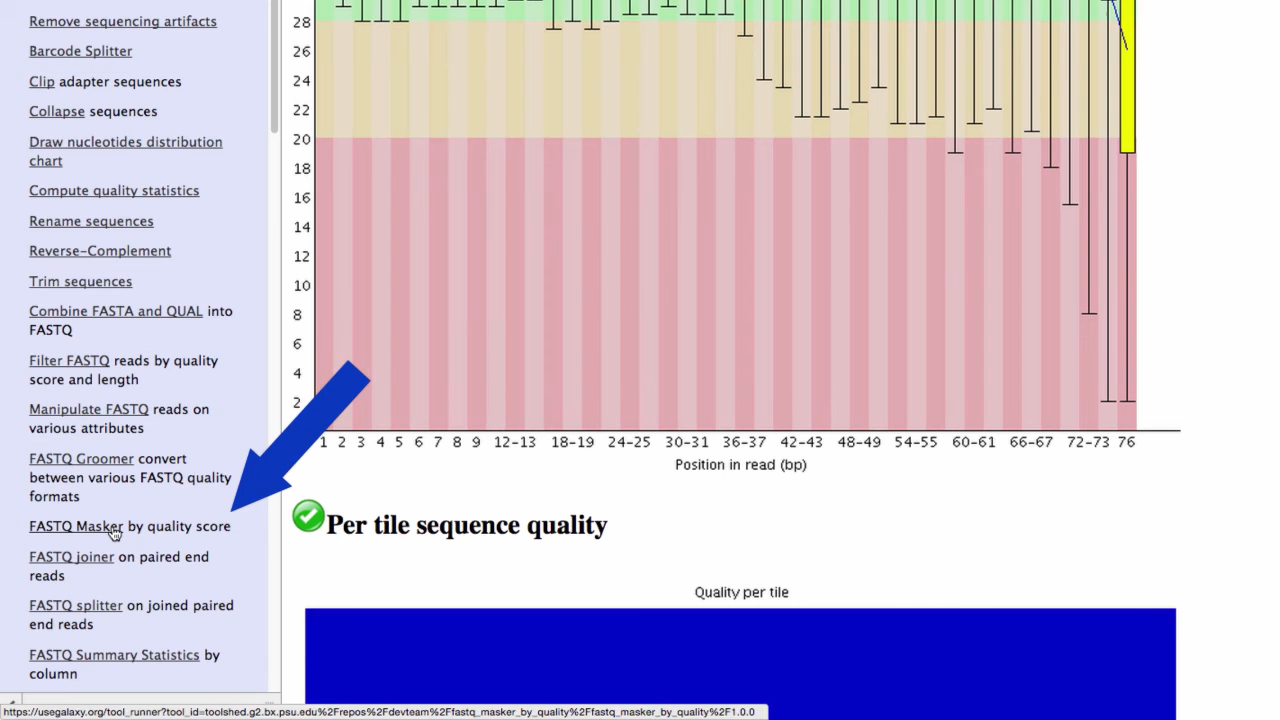 Remove sequencing artifacts
Barcode Splitter
Clip adapter sequences
Collapse sequences
Draw nucleotides distribution
chart
Compute quality statistics
Rename sequences
Reverse-Complement
Trim sequences
Combine FASTA and QUAL into
FASTQ
Filter FASTQ reads by quality
score and length
Manipulate FASTQ reads on
various attributes
FASTQ Groomer convert
between various FASTQ quality
formats
FASTQ Masker by quality score
FASTQ joiner on paired end
reads
FASTQ splitter on joined paired
end reads
FASTQ Summary Statistics by
column
28
26
24
22
20
18
16
14
12
10
8
6
4
2
1 2 3 4 5 6 7 8 9 12-13 18-19 24-25 30-31 36-37 42-43 48-49 54-55 60-61 66-67 72-73 76
Position in read (bp)
Per tile sequence quality
Quality per tile
https://usegalaxy.org/tool_runner?tool_id=toolshed.g2.bx.psu.edu%2Frepos%2Fdevteam%2Ffastq_masker_by_quality%2Ffastq_masker_by_quality%2F1.0.0